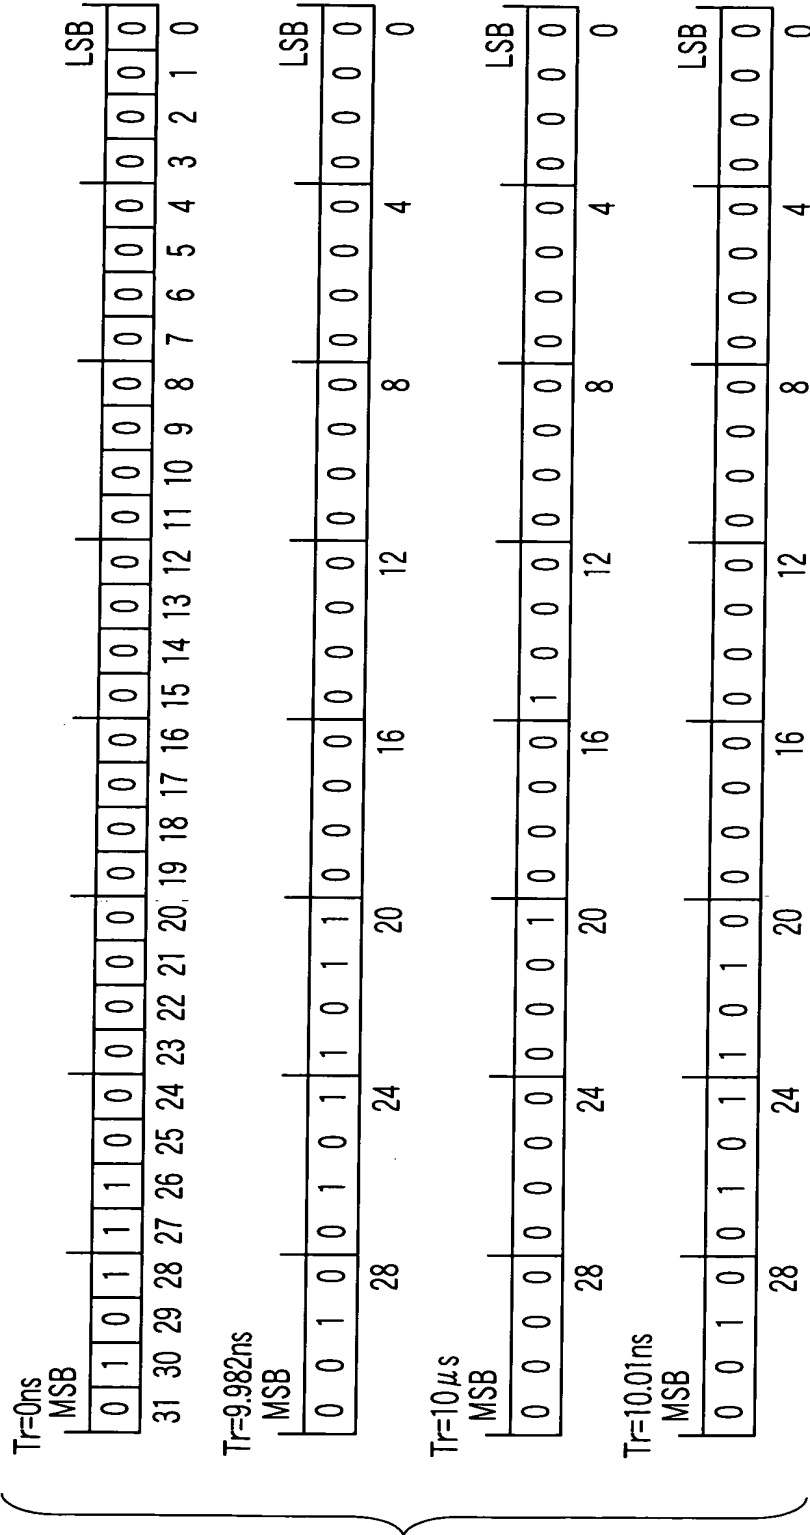 Tr=0ns
MSB LSB
0 1 0 1 1 1 0 0 0 0 0 0 0 0 0 0 0 0 0 0 0 0 0 0 0 0 0 0 0 0 0 0
31 30 29 28 27 26 25 24 23 22 21 20 19 18 17 16 15 14 13 12 11 10 9 8 7 6 5 4 3 2 1 0
Tr=9.982ns
MSB LSB
0 0 1 0 0 1 0 1 1 0 1 1 0 0 0 0 0 0 0 0 0 0 0 0 0 0 0 0 0 0 0 0
28 24 20 16 12 8 4 0
Tr=10μs
MSB LSB
0 0 0 0 0 0 0 0 0 0 0 1 0 0 0 0 1 0 0 0 0 0 0 0 0 0 0 0 0 0 0 0
28 24 20 16 12 8 4 0
Tr=10.01ns
MSB LSB
0 0 1 0 0 1 0 1 1 0 1 0 0 0 0 0 0 0 0 0 0 0 0 0 0 0 0 0 0 0 0 0
28 24 20 16 12 8 4 0